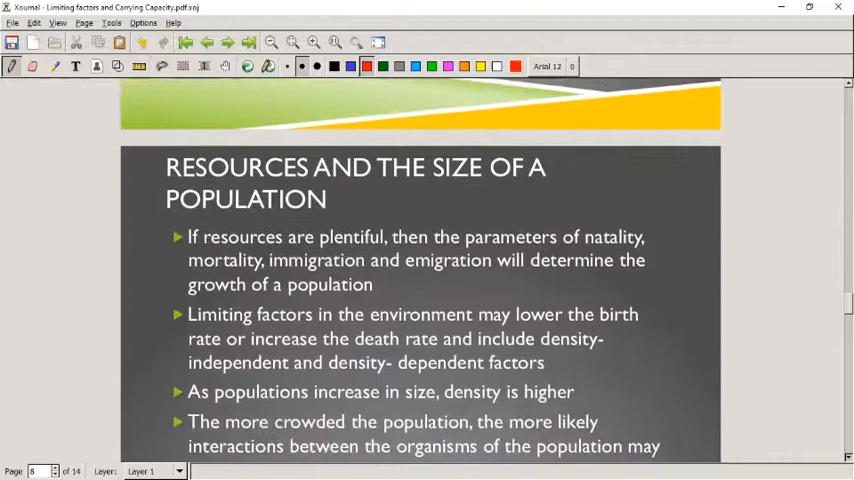 Xournal - Limiting factors and Carrying Capacity.pdf.xoj
File Edit View Page Tools Options Help
Arial 12 0
RESOURCES AND THE SIZE OF A
POPULATION
If resources are plentiful, then the parameters of natality,
mortality, immigration and emigration will determine the
growth of a population
Limiting factors in the environment may lower the birth
rate or increase the death rate and include density-
independent and density- dependent factors
As populations increase in size, density is higher
The more crowded the population, the more likely
interactions between the organisms of the population may
Page 8 of 14 Layer: Layer 1